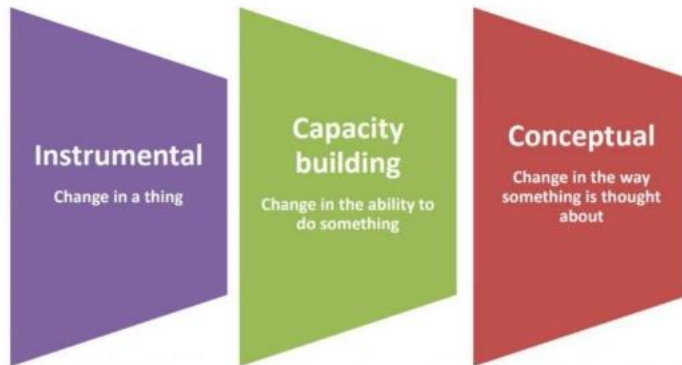 Instrumental
Change in a thing
Capacity
building
Change in the ability to
do something
Conceptual
Change in the way
something is thought
about